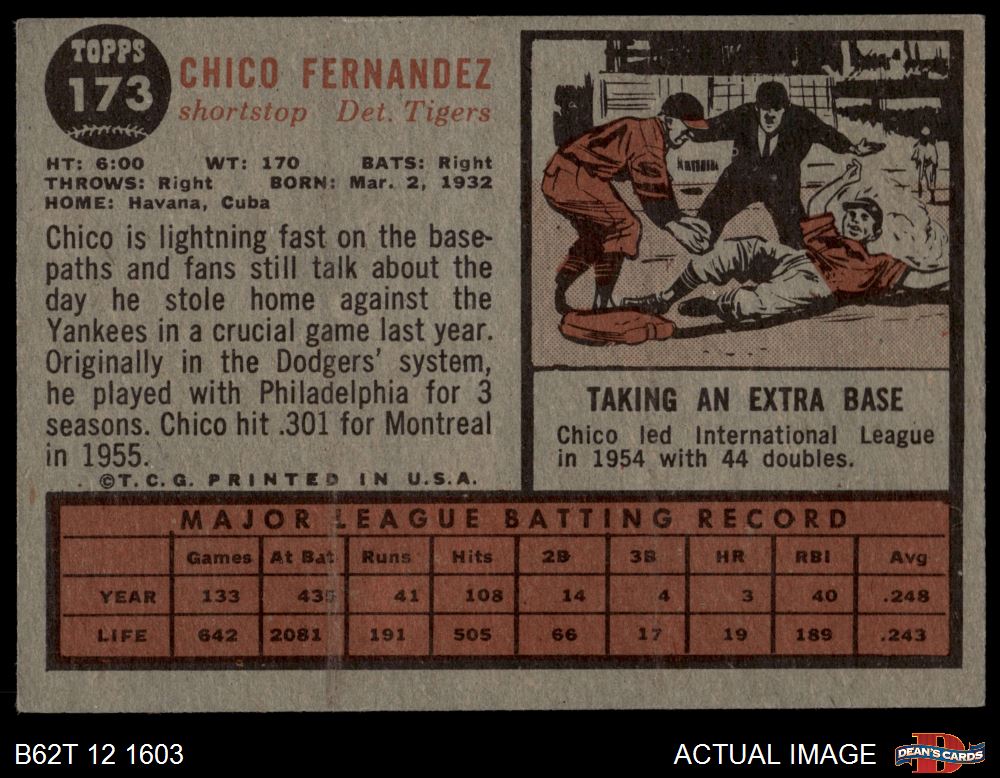 TOPPS
173
CHICO FERNANDEZ
shortstop Det. Tigers
HT: 6:00 WT: 170 BATS: Right
THROWS: Right BORN: Mar. 2, 1932
HOME: Havana, Cuba
Chico is lightning fast on the base-
paths and fans still talk about the
day he stole home against the
Yankees in a crucial game last year.
Originally in the Dodgers' system,
he played with Philadelphia for 3
seasons. Chico hit .301 for Montreal
in 1955.
©T.C.G. PRINTED IN U.S.A.
TAKING AN EXTRA BASE
Chico led International League
in 1954 with 44 doubles.
MAJOR LEAGUE BATTING RECORD
Games At Bat Runs Hits 2B 3B HR RBI Avg
YEAR 133 435 41 108 14 4 3 40 .248
LIFE 642 2081 191 505 66 17 19 189 .243
B62T 12 1603
ACTUAL IMAGE
D
DEAN'S CARDS